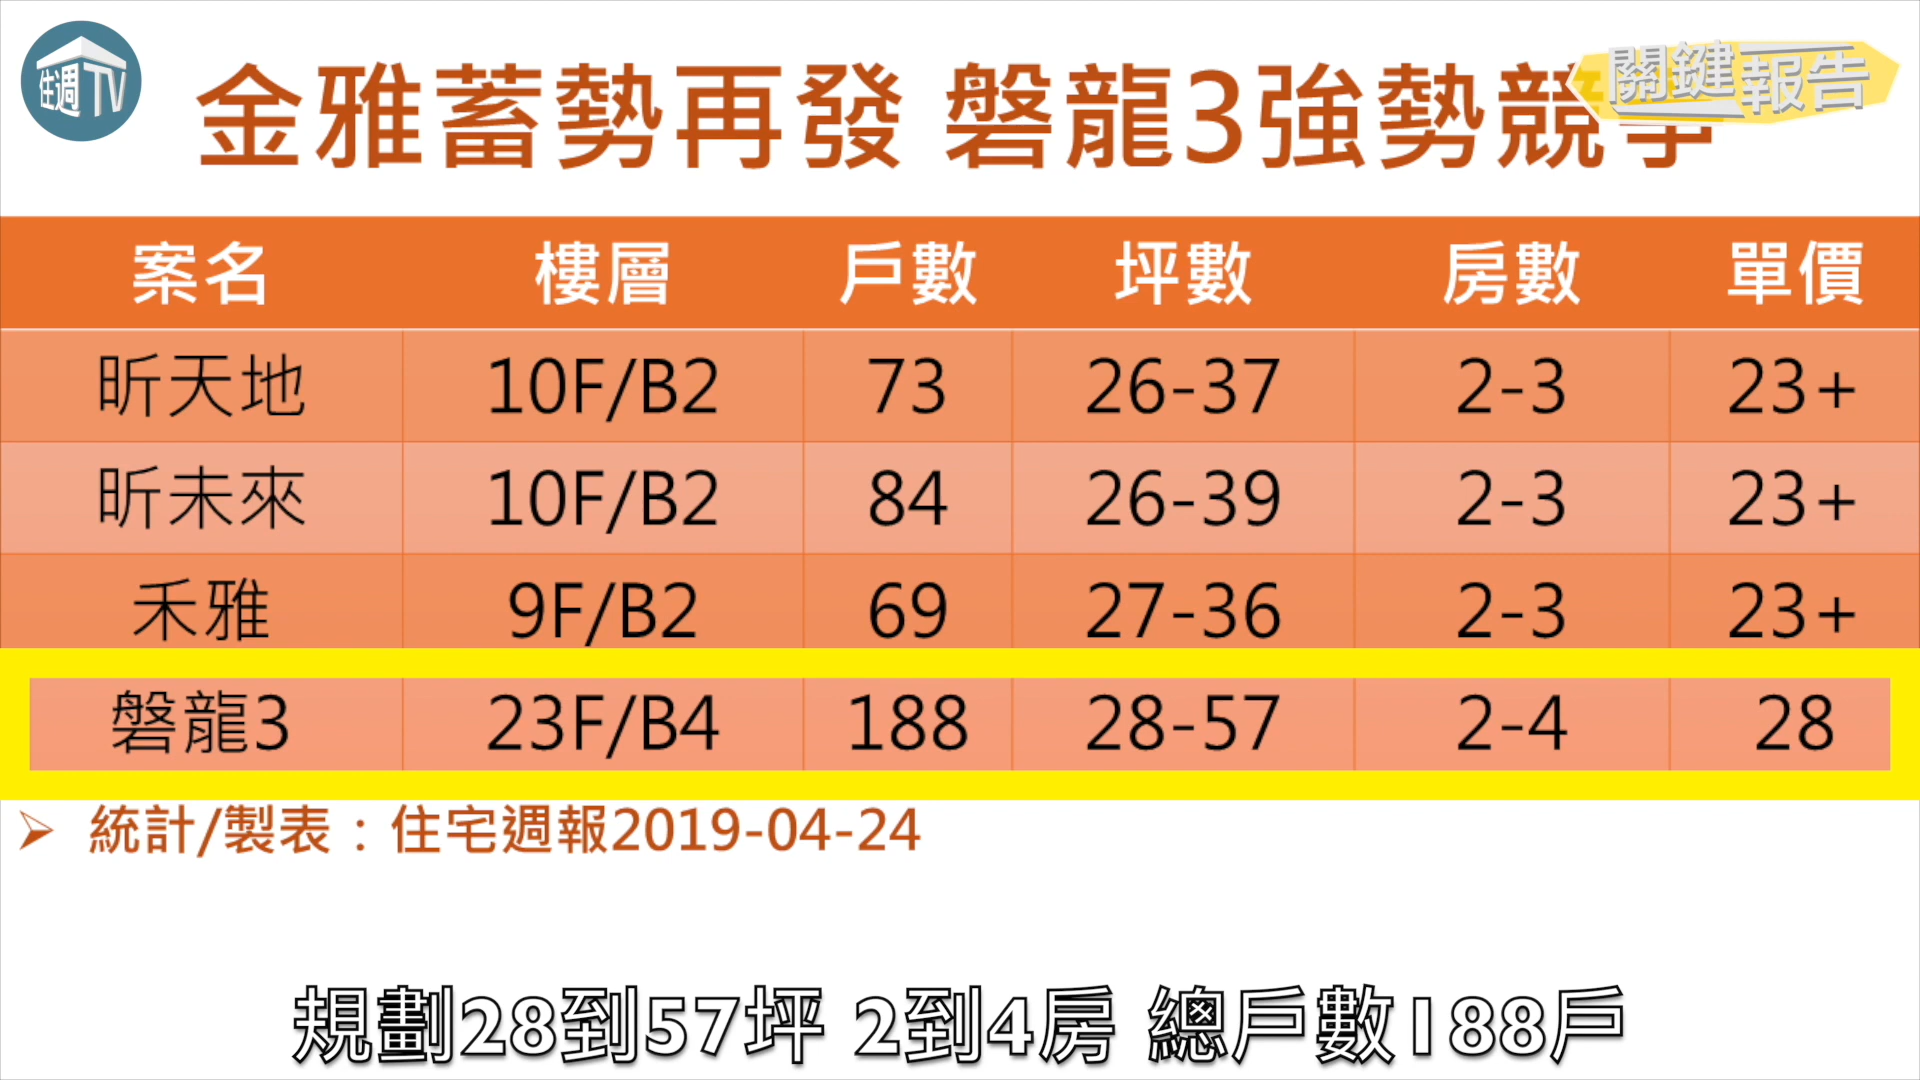 住週TV
關鍵報告
金雅蓄勢再發 磐龍3強勢競爭
案名 樓層 戶數 坪數 房數 單價
昕天地 10F/B2 73 26-37 2-3 23+
昕未來 10F/B2 84 26-39 2-3 23+
禾雅 9F/B2 69 27-36 2-3 23+
磐龍3 23F/B4 188 28-57 2-4 28
➢ 統計/製表：住宅週報2019-04-24
規劃28到57坪 2到4房 總戶數188戶